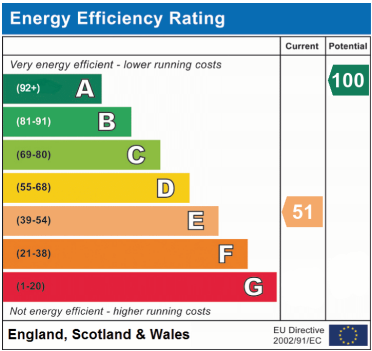 Energy Efficiency Rating
Current Potential
Very energy efficient - lower running costs
(92+) A 100
(81-91) B
(69-80) C
(55-68) D
(39-54) E 51
(21-38) F
(1-20) G
Not energy efficient - higher running costs
England, Scotland & Wales
EU Directive
2002/91/EC